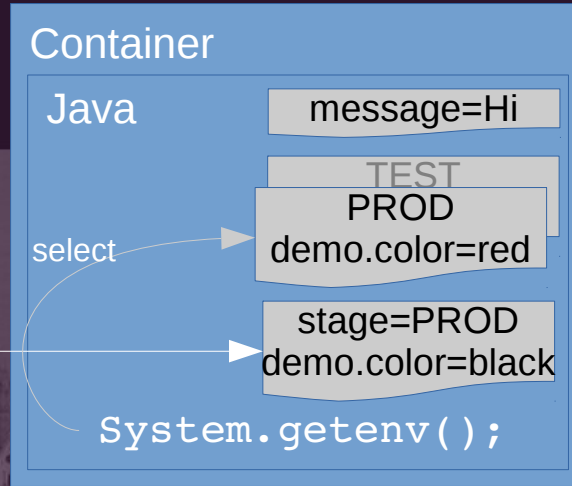 Container
Java
message=Hi
TEST
PROD
demo.color=red
select
stage=PROD
demo.color=black
System.getenv();